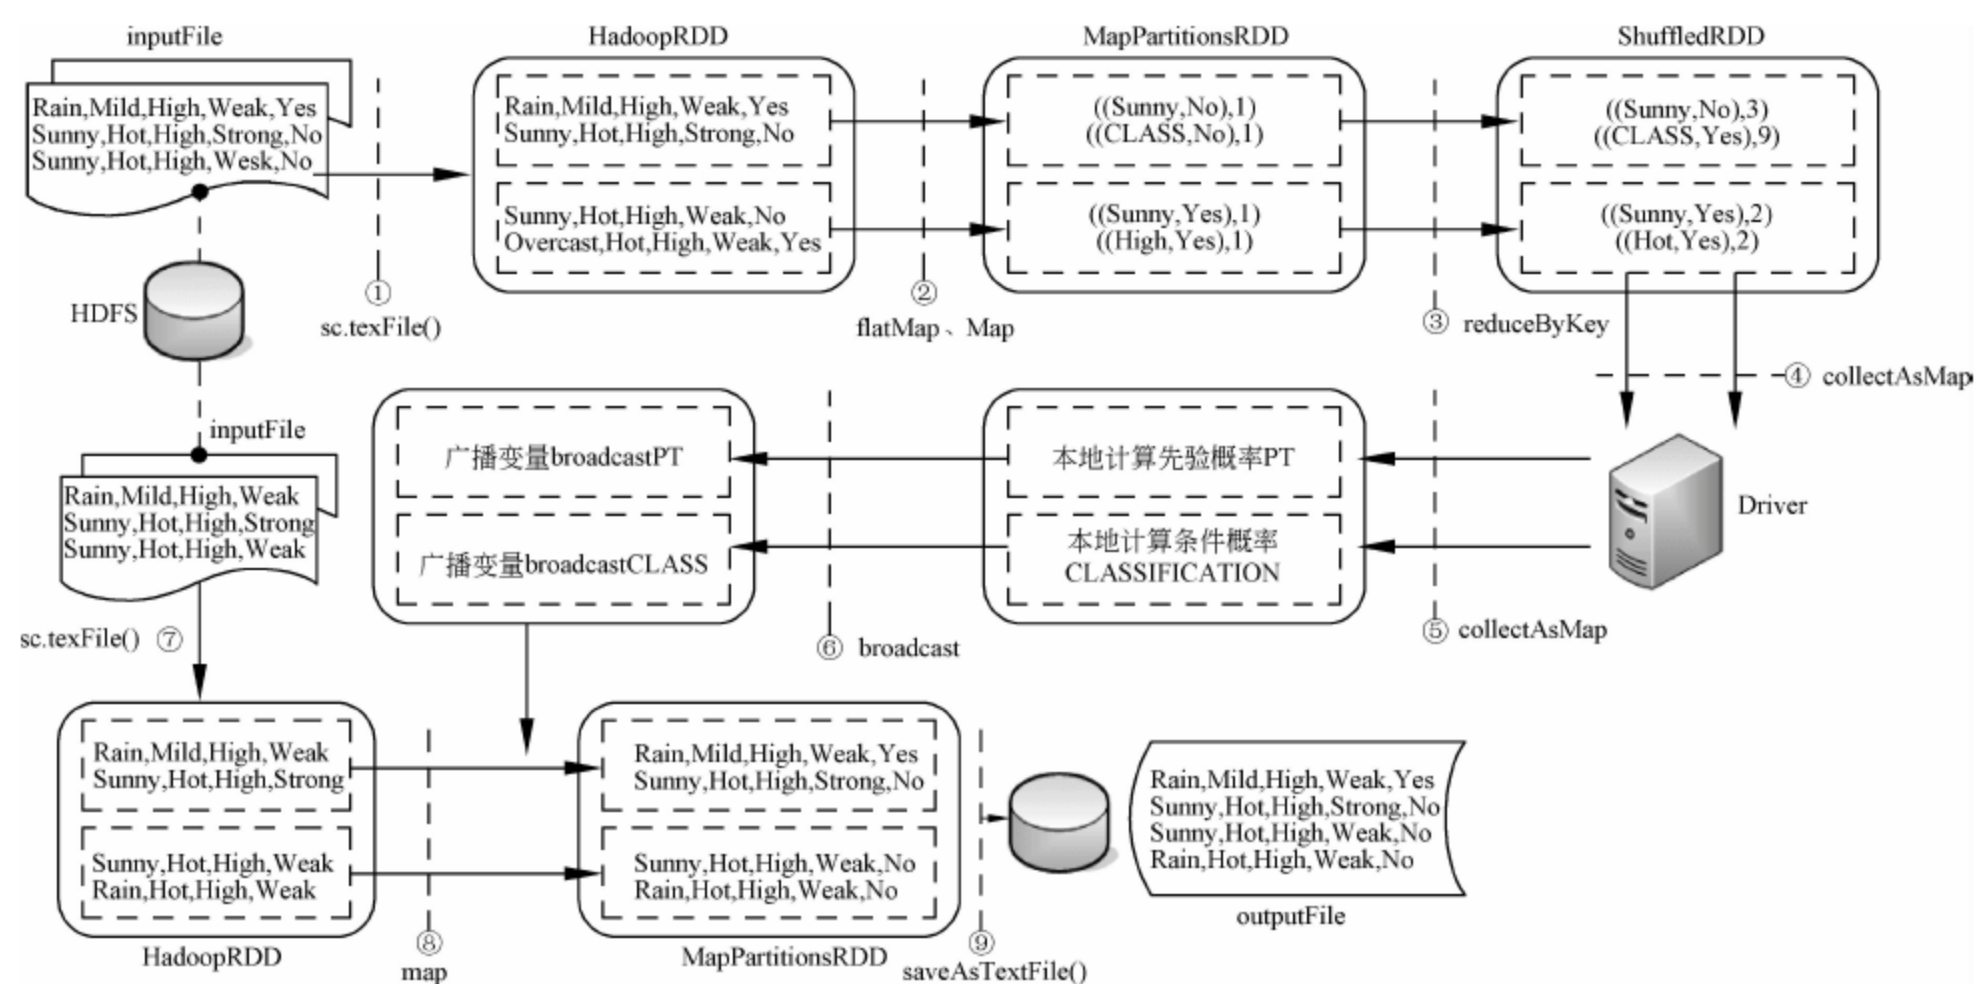 inputFile
Rain,Mild,High,Weak,Yes
Sunny,Hot,High,Strong,No
Sunny,Hot,High,Wesk,No
HDFS
①
sc.texFile()
HadoopRDD
Rain,Mild,High,Weak,Yes
Sunny,Hot,High,Strong,No
Sunny,Hot,High,Weak,No
Overcast,Hot,High,Weak,Yes
②
flatMap、Map
MapPartitionsRDD
((Sunny,No),1)
((CLASS,No),1)
((Sunny,Yes),1)
((High,Yes),1)
③ reduceByKey
ShuffledRDD
((Sunny,No),3)
((CLASS,Yes),9)
((Sunny,Yes),2)
((Hot,Yes),2)
④ collectAsMap
Driver
⑤ collectAsMap
本地计算先验概率PT
本地计算条件概率
CLASSIFICATION
⑥ broadcast
广播变量broadcastPT
广播变量broadcastCLASS
inputFile
Rain,Mild,High,Weak
Sunny,Hot,High,Strong
Sunny,Hot,High,Weak
sc.texFile() ⑦
Rain,Mild,High,Weak
Sunny,Hot,High,Strong
Sunny,Hot,High,Weak
Rain,Hot,High,Weak
HadoopRDD
⑧
map
Rain,Mild,High,Weak,Yes
Sunny,Hot,High,Strong,No
Sunny,Hot,High,Weak,No
Rain,Hot,High,Weak,No
MapPartitionsRDD
⑨
saveAsTextFile()
Rain,Mild,High,Weak,Yes
Sunny,Hot,High,Strong,No
Sunny,Hot,High,Weak,No
Rain,Hot,High,Weak,No
outputFile